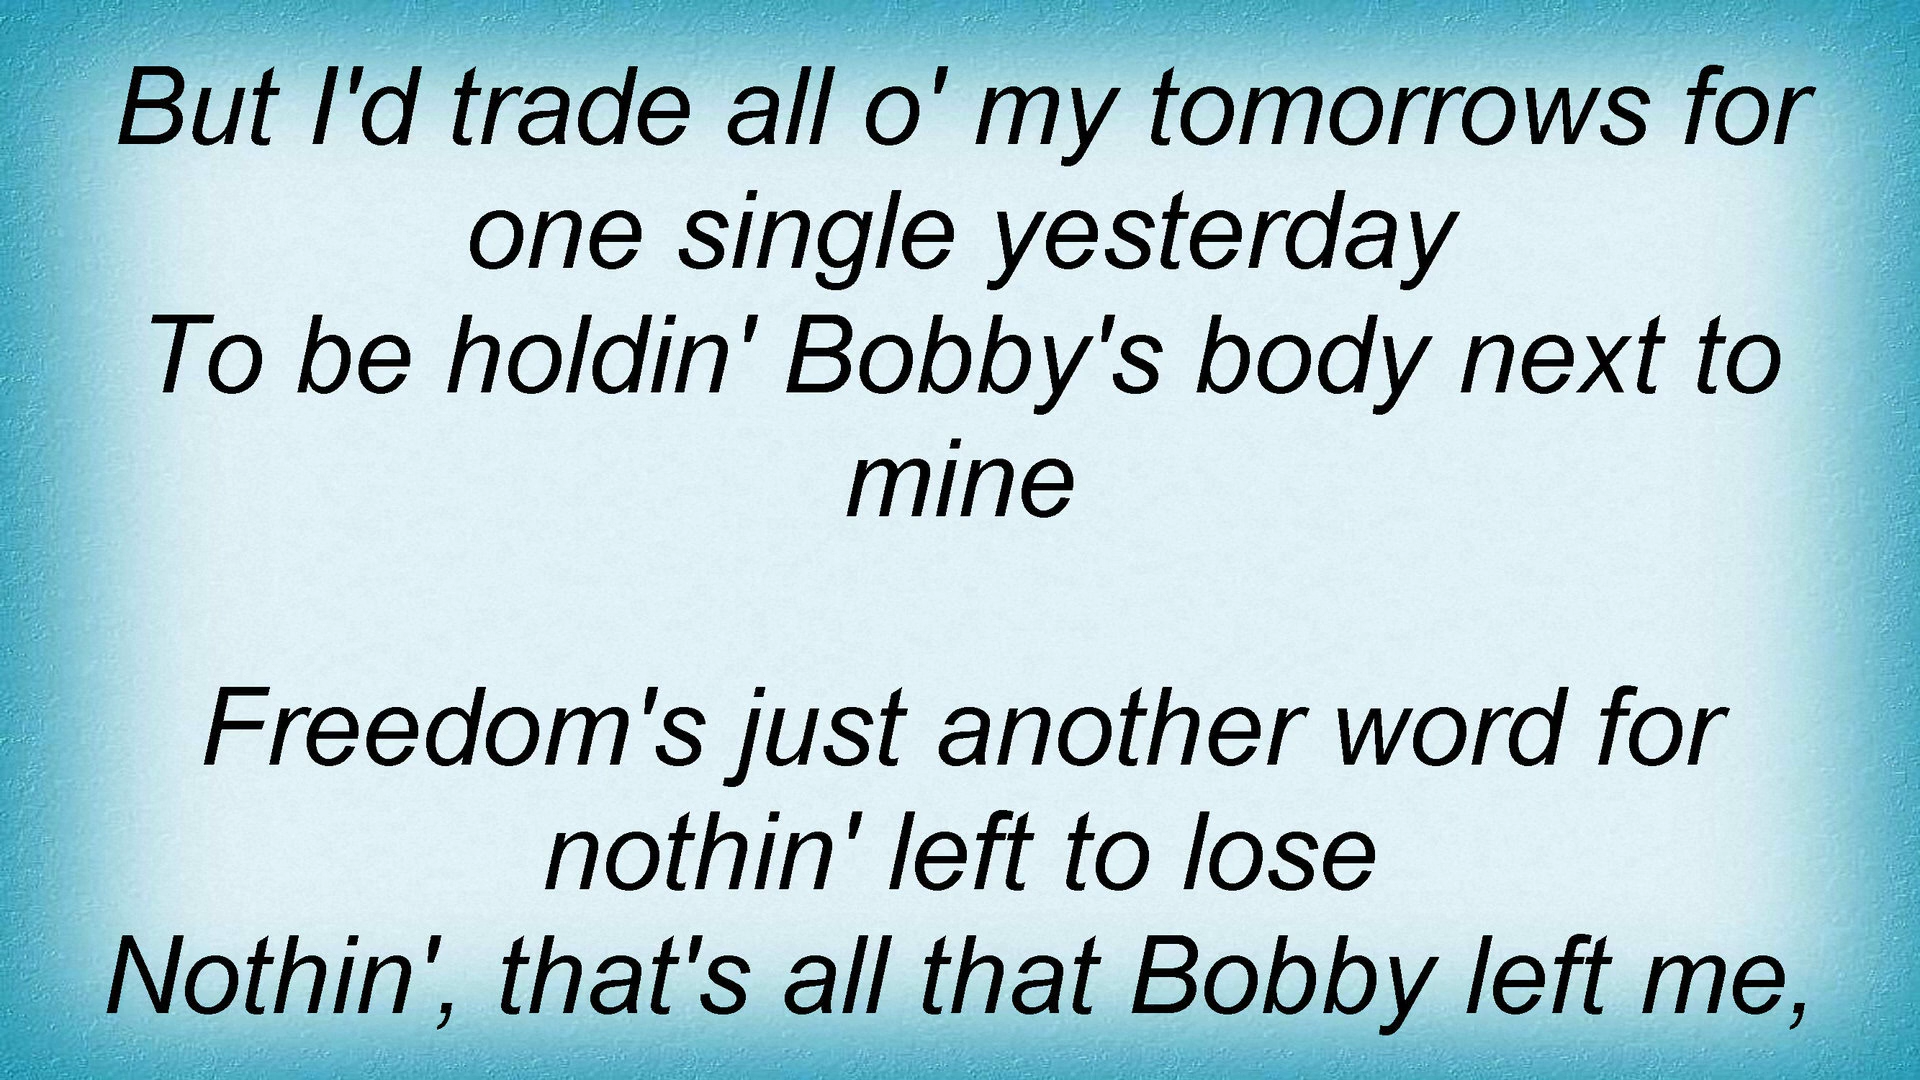 But I'd trade all o' my tomorrows for
one single yesterday
To be holdin' Bobby's body next to
mine
Freedom's just another word for
nothin' left to lose
Nothin', that's all that Bobby left me,